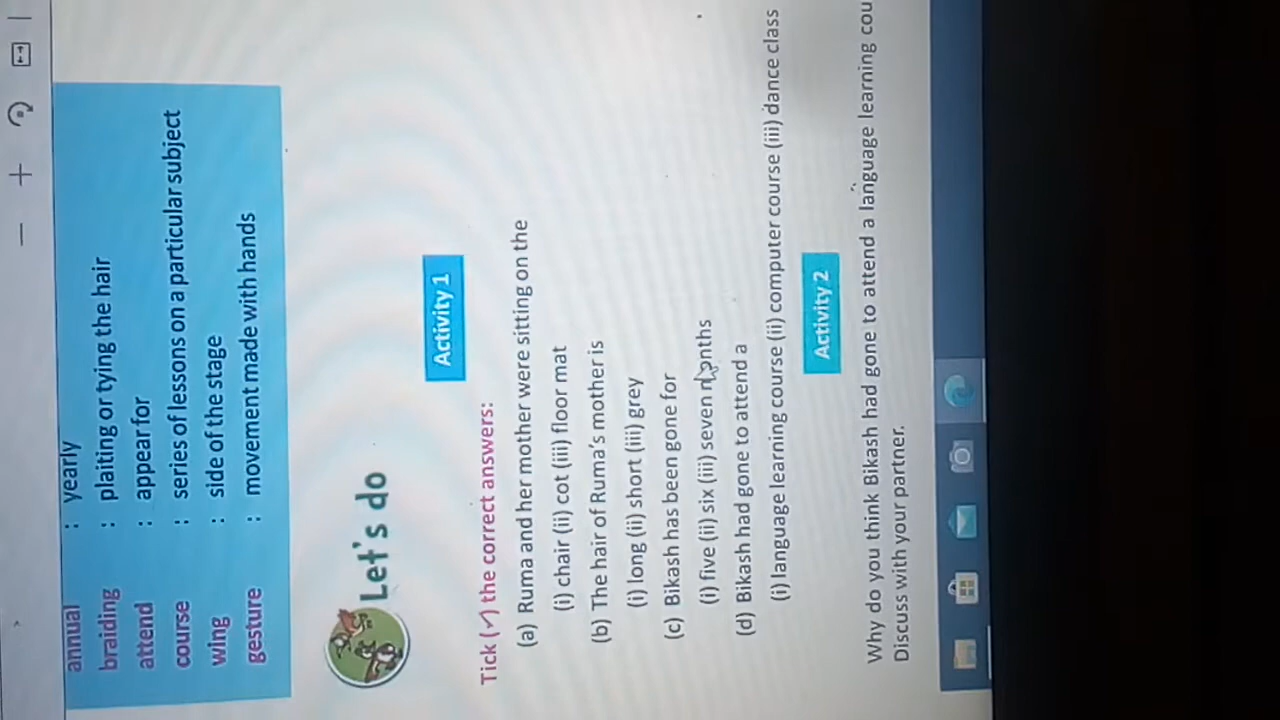 annual : yearly
braiding : plaiting or tying the hair
attend : appear for
course : series of lessons on a particular subject
wing : side of the stage
gesture : movement made with hands
Let's do
Activity 1
Tick (✓) the correct answers:
(a) Ruma and her mother were sitting on the
(i) chair (ii) cot (iii) floor mat
(b) The hair of Ruma's mother is
(i) long (ii) short (iii) grey
(c) Bikash has been gone for
(i) five (ii) six (iii) seven months
(d) Bikash had gone to attend a
(i) language learning course (ii) computer course (iii) dance class
Activity 2
Why do you think Bikash had gone to attend a language learning cou
Discuss with your partner.